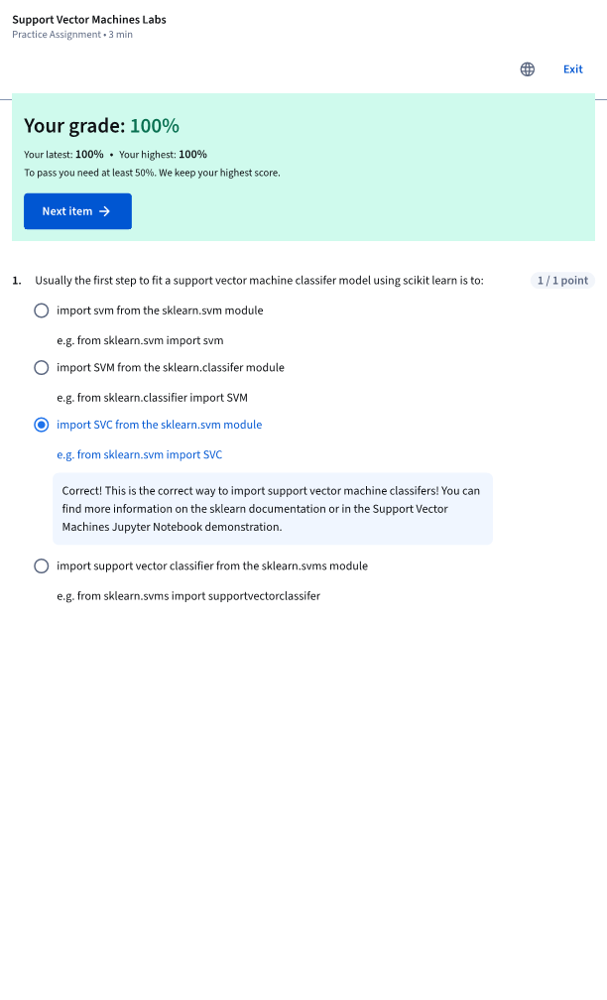 Support Vector Machines Labs
Practice Assignment • 3 min
Exit
Your grade: 100%
Your latest: 100% • Your highest: 100%
To pass you need at least 50%. We keep your highest score.
Next item →
1. Usually the first step to fit a support vector machine classifer model using scikit learn is to: 1 / 1 point
import svm from the sklearn.svm module
e.g. from sklearn.svm import svm
import SVM from the sklearn.classifer module
e.g. from sklearn.classifier import SVM
import SVC from the sklearn.svm module
e.g. from sklearn.svm import SVC
Correct! This is the correct way to import support vector machine classifers! You can
find more information on the sklearn documentation or in the Support Vector
Machines Jupyter Notebook demonstration.
import support vector classifier from the sklearn.svms module
e.g. from sklearn.svms import supportvectorclassifer